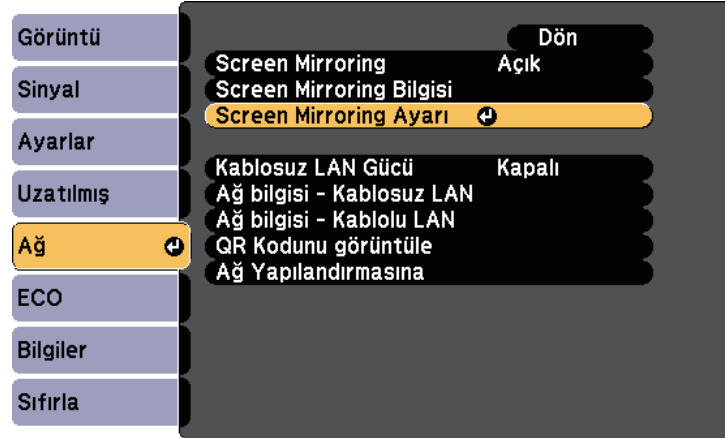 Görüntü
Sinyal
Ayarlar
Uzatılmış
Ağ
ECO
Bilgiler
Sıfırla
Dön
Screen Mirroring Açık
Screen Mirroring Bilgisi
Screen Mirroring Ayarı
Kablosuz LAN Gücü Kapalı
Ağ bilgisi - Kablosuz LAN
Ağ bilgisi - Kablolu LAN
QR Kodunu görüntüle
Ağ Yapılandırmasına